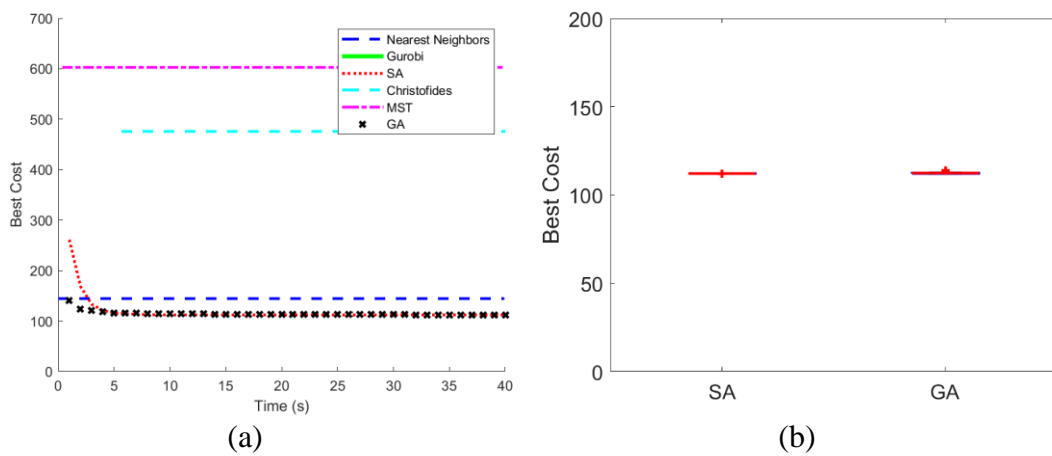 700
600
500
400
300
200
100
0
Best Cost
0 5 10 15 20 25 30 35 40
Time (s)
Nearest Neighbors
Gurobi
SA
Christofides
MST
GA
(a)
200
150
100
50
0
Best Cost
SA GA
(b)